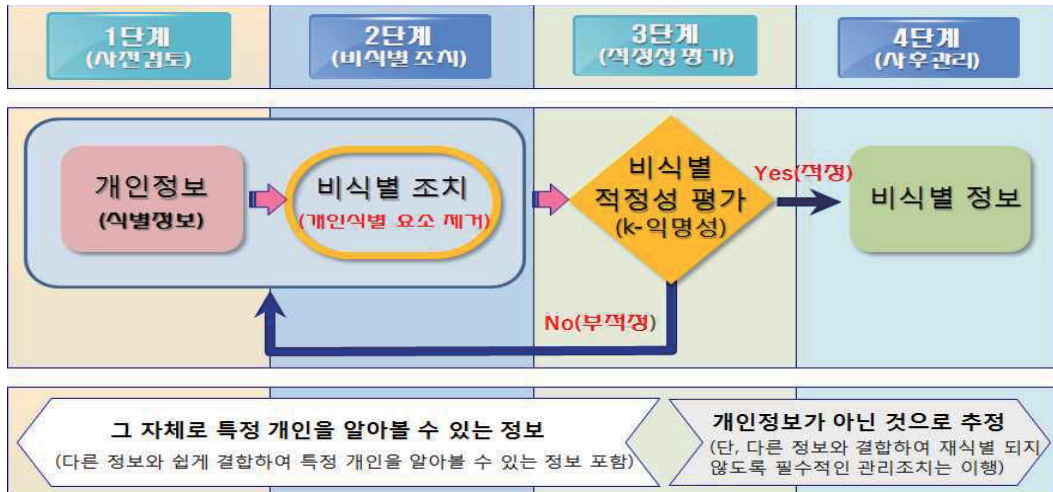 1단계
(사전검토)
2단계
(비식별 조치)
3단계
(적정성 평가)
4단계
(사후관리)
개인정보
(식별정보)
비식별 조치
(개인식별 요소 제거)
비식별
적정성 평가
(k-익명성)
Yes(적정)
비식별 정보
No(부적정)
그 자체로 특정 개인을 알아볼 수 있는 정보
(다른 정보와 쉽게 결합하여 특정 개인을 알아볼 수 있는 정보 포함)
개인정보가 아닌 것으로 추정
(단, 다른 정보와 결합하여 재식별 되지
않도록 필수적인 관리조치는 이행)